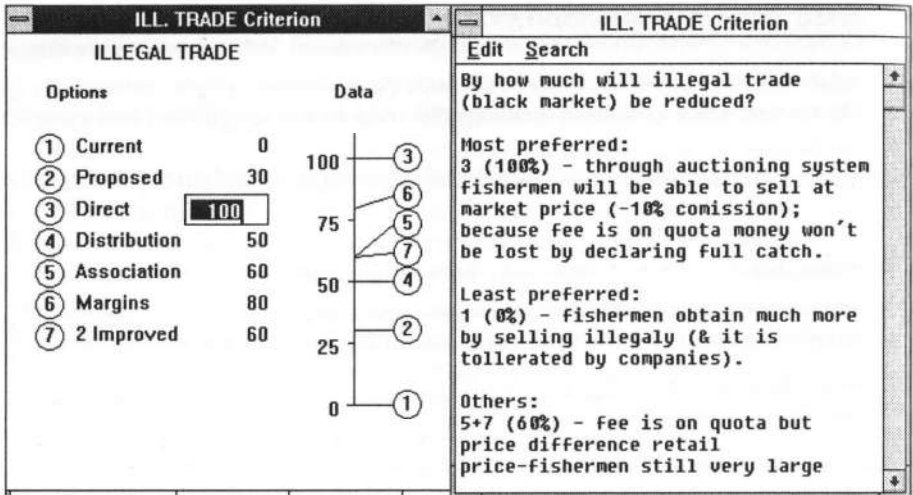 ILL. TRADE Criterion
ILLEGAL TRADE
Options Data
1 Current 0
2 Proposed 30
3 Direct 100
4 Distribution 50
5 Association 60
6 Margins 80
7 2 Improved 60
100
75
50
25
0
3
6
5
7
4
2
1
ILL. TRADE Criterion
Edit Search
By how much will illegal trade
(black market) be reduced?
Most preferred:
3 (100%) - through auctioning system
fishermen will be able to sell at
market price (-10% comission);
because fee is on quota money won't
be lost by declaring full catch.
Least preferred:
1 (0%) - fishermen obtain much more
by selling illegaly (& it is
tollerated by companies).
Others:
5+7 (60%) - fee is on quota but
price difference retail
price-fishermen still very large